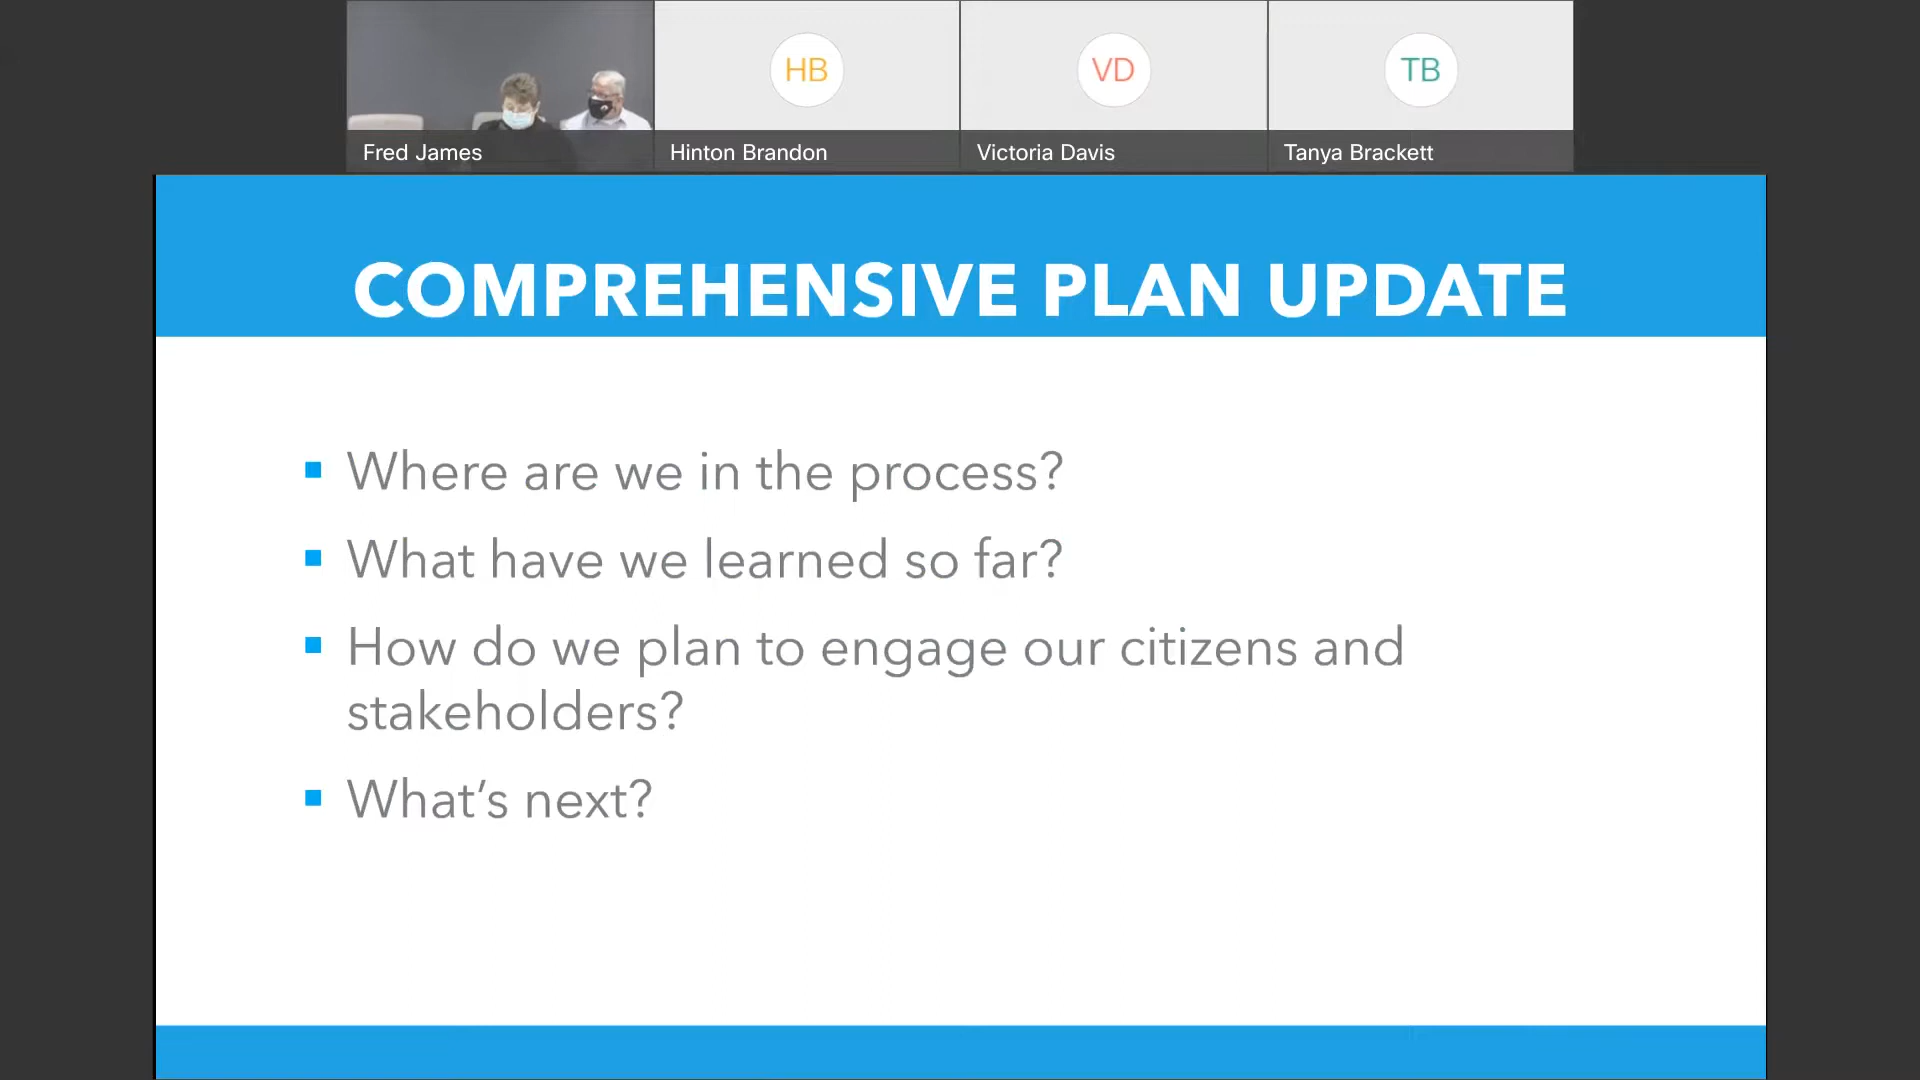 HB
VD
TB
Fred James
Hinton Brandon
Victoria Davis
Tanya Brackett
COMPREHENSIVE PLAN UPDATE
▪ Where are we in the process?
▪ What have we learned so far?
▪ How do we plan to engage our citizens and
stakeholders?
▪ What’s next?